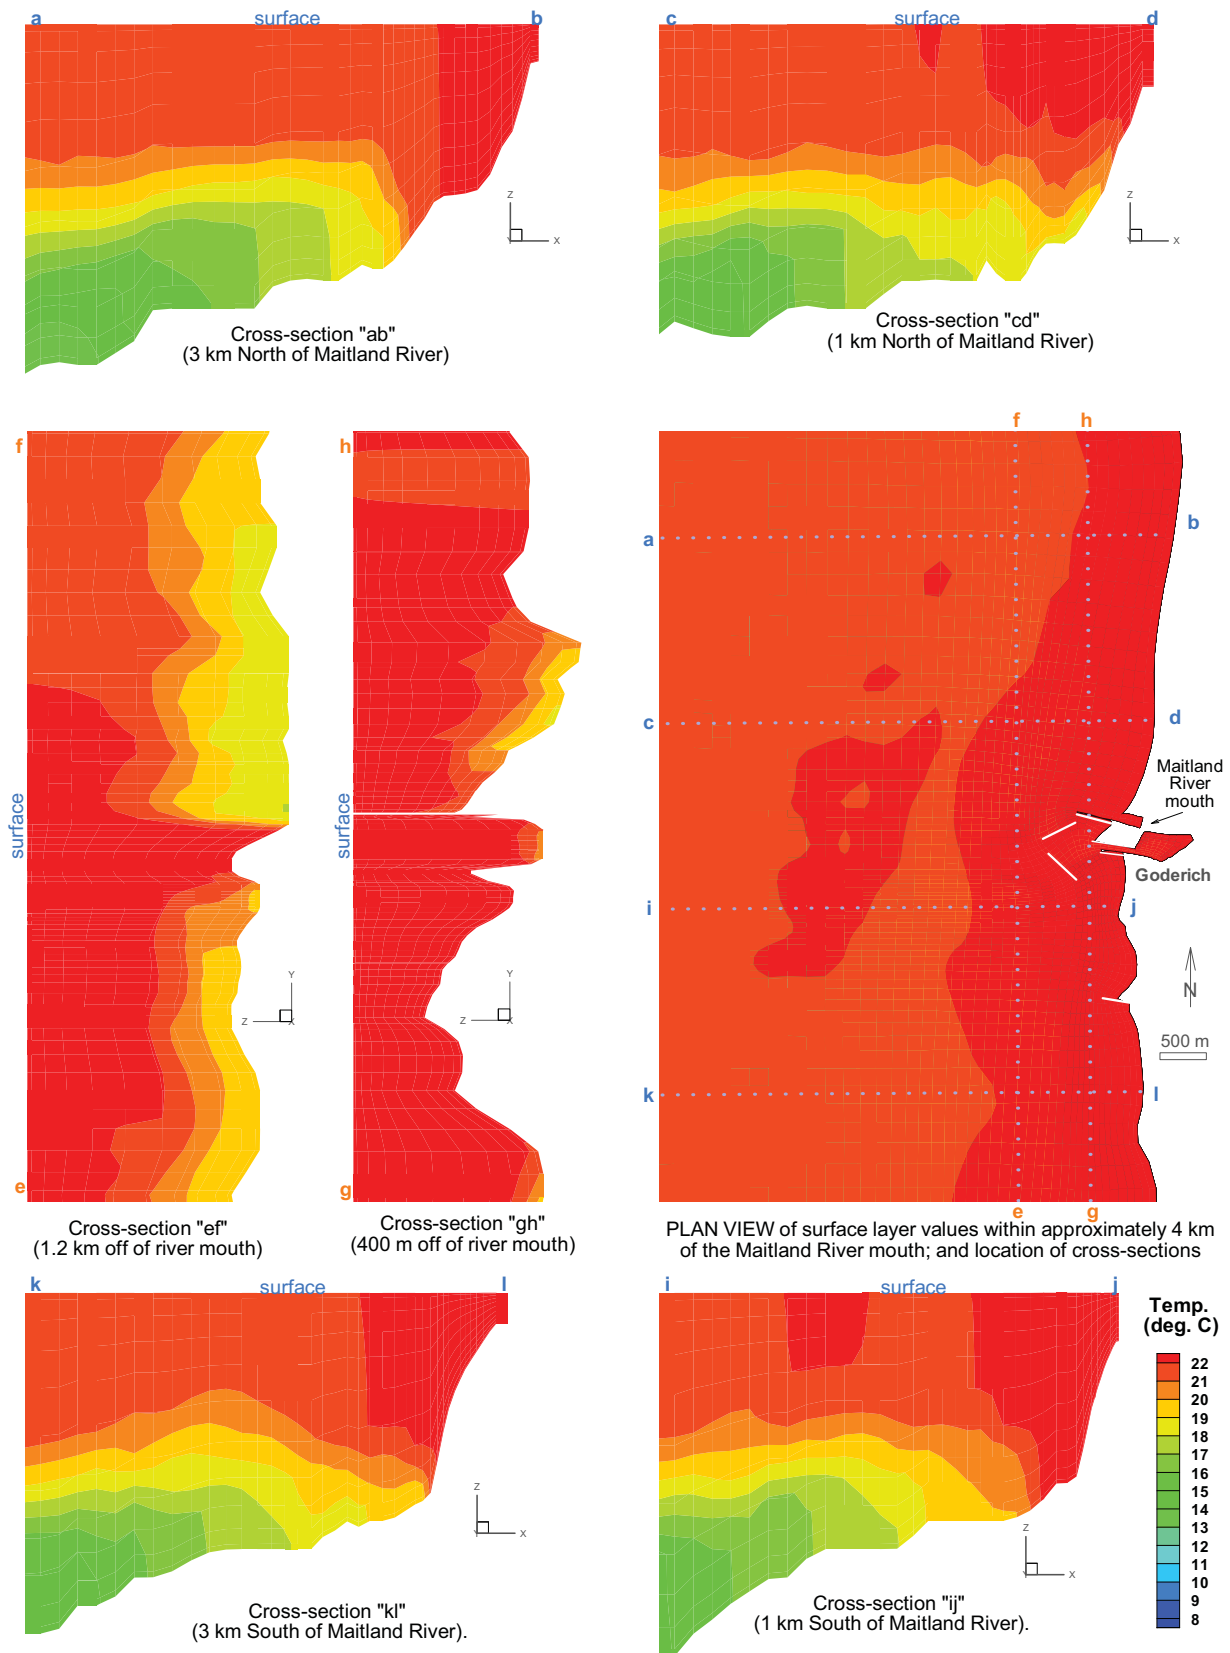 a surface b
Z
Y X
Cross-section "ab"
(3 km North of Maitland River)
c surface d
Z
Y X
Cross-section "cd"
(1 km North of Maitland River)
f
surface
e
Y
Z X
Cross-section "ef"
(1.2 km off of river mouth)
h
surface
g
Y
Z X
Cross-section "gh"
(400 m off of river mouth)
f h
a b
c d
Maitland
River
mouth
Goderich
i j
N
500 m
k l
e g
PLAN VIEW of surface layer values within approximately 4 km
of the Maitland River mouth; and location of cross-sections
k surface l
Z
Y X
Cross-section "kl"
(3 km South of Maitland River).
i surface j
Z
Y X
Cross-section "ij"
(1 km South of Maitland River).
Temp.
(deg. C)
22
21
20
19
18
17
16
15
14
13
12
11
10
9
8